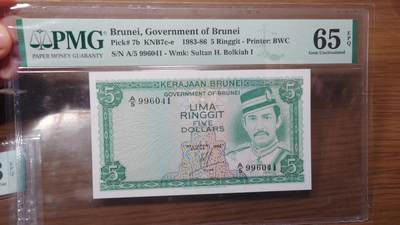 PMG
PAPER MONEY GUARANTY
Brunei, Government of Brunei
Pick# 7b KNB7c-e 1983-86 5 Ringgit - Printer: BWC
S/N A/5 996041 - Wmk: Sultan H. Bolkiah I
65 EPQ
Gem Uncirculated
KERAJAAN BRUNEI
GOVERNMENT OF BRUNEI
A/5 996041
LIMA
RINGGIT
FIVE
DOLLARS
5
5
5
A/5 996041